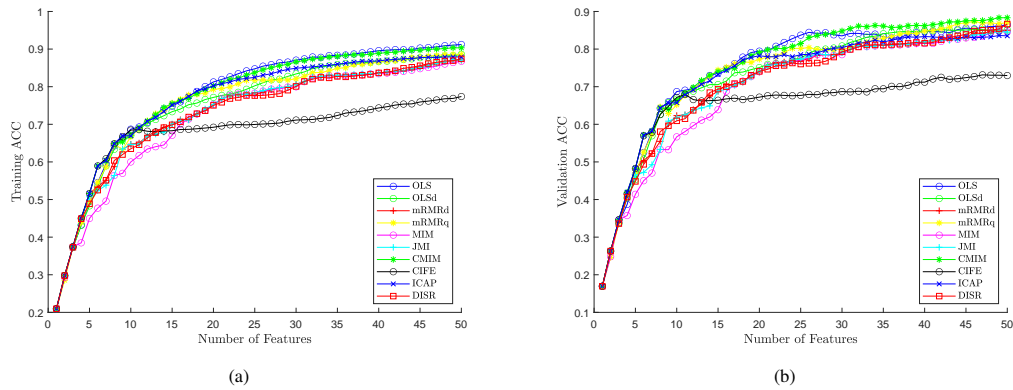 0.2
0.3
0.4
0.5
0.6
0.7
0.8
0.9
1
0 5 10 15 20 25 30 35 40 45 50
Training ACC
Number of Features
OLS
OLSd
mRMRd
mRMRq
MIM
JMI
CMIM
CIFE
ICAP
DISR
(a)
0.1
0.2
0.3
0.4
0.5
0.6
0.7
0.8
0.9
0 5 10 15 20 25 30 35 40 45 50
Validation ACC
Number of Features
OLS
OLSd
mRMRd
mRMRq
MIM
JMI
CMIM
CIFE
ICAP
DISR
(b)